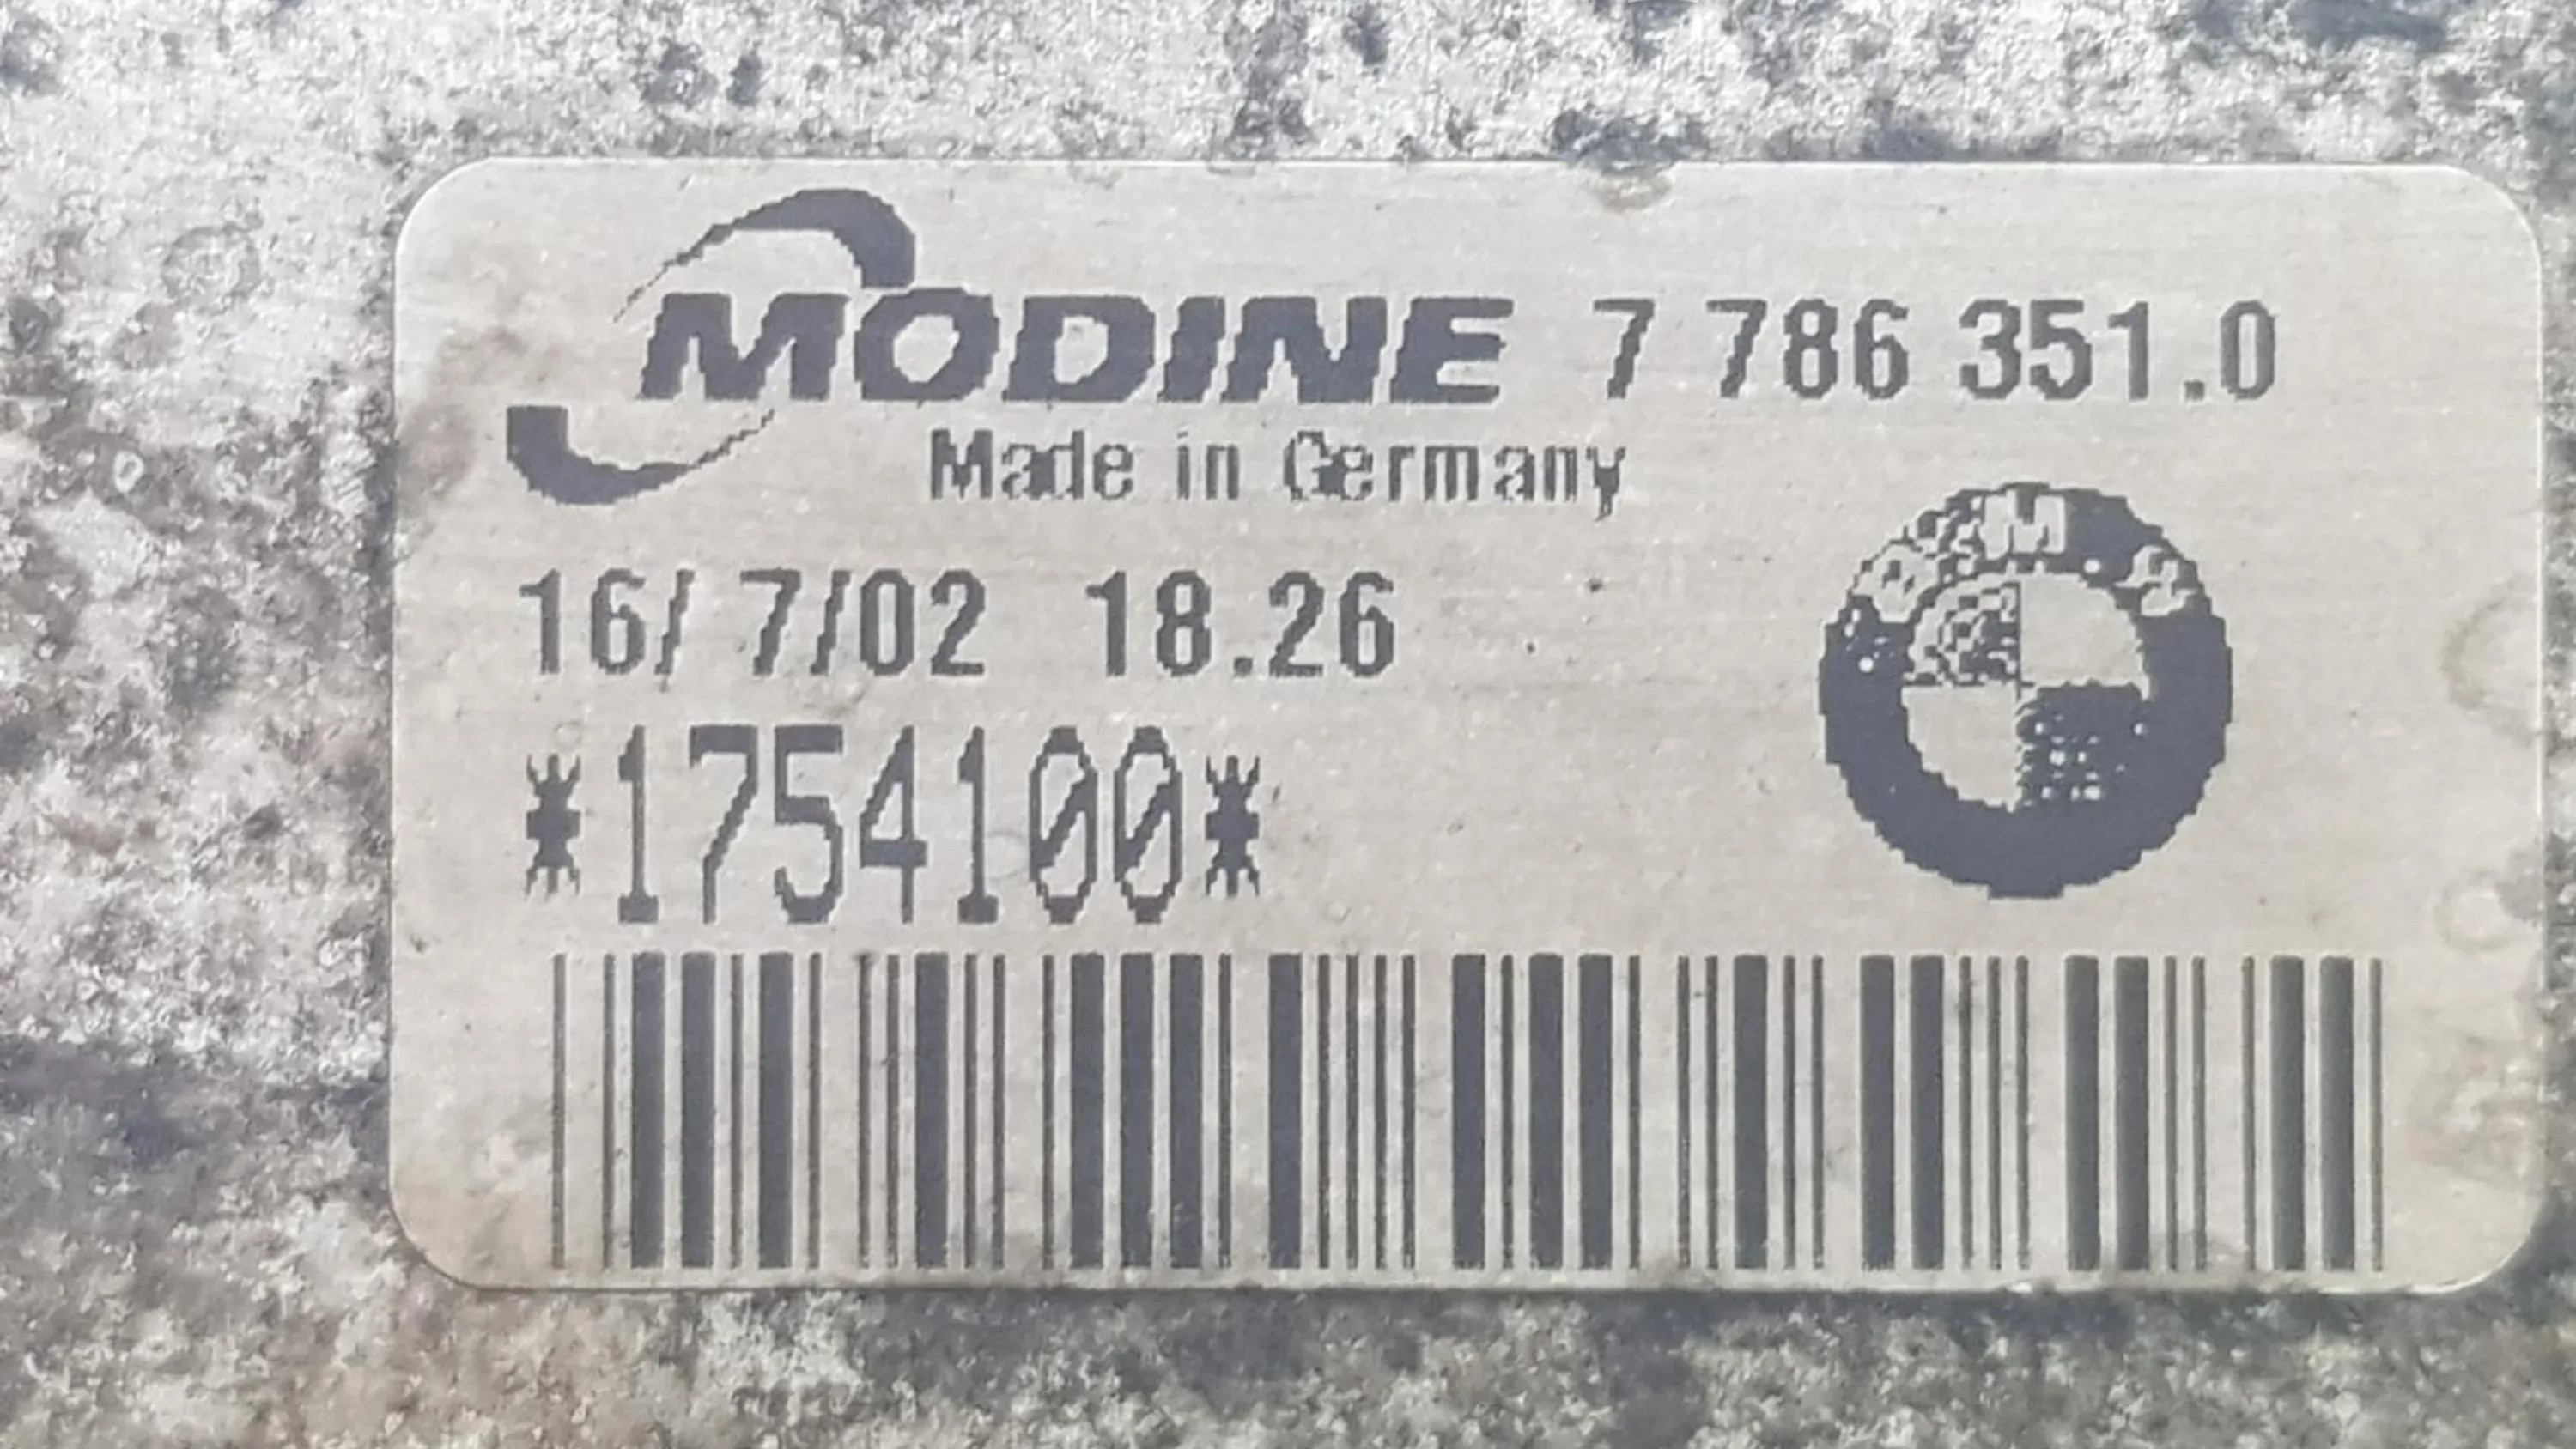 MODINE 7 786 351.0
Made in Germany
16/ 7/02 18.26
*1754100*